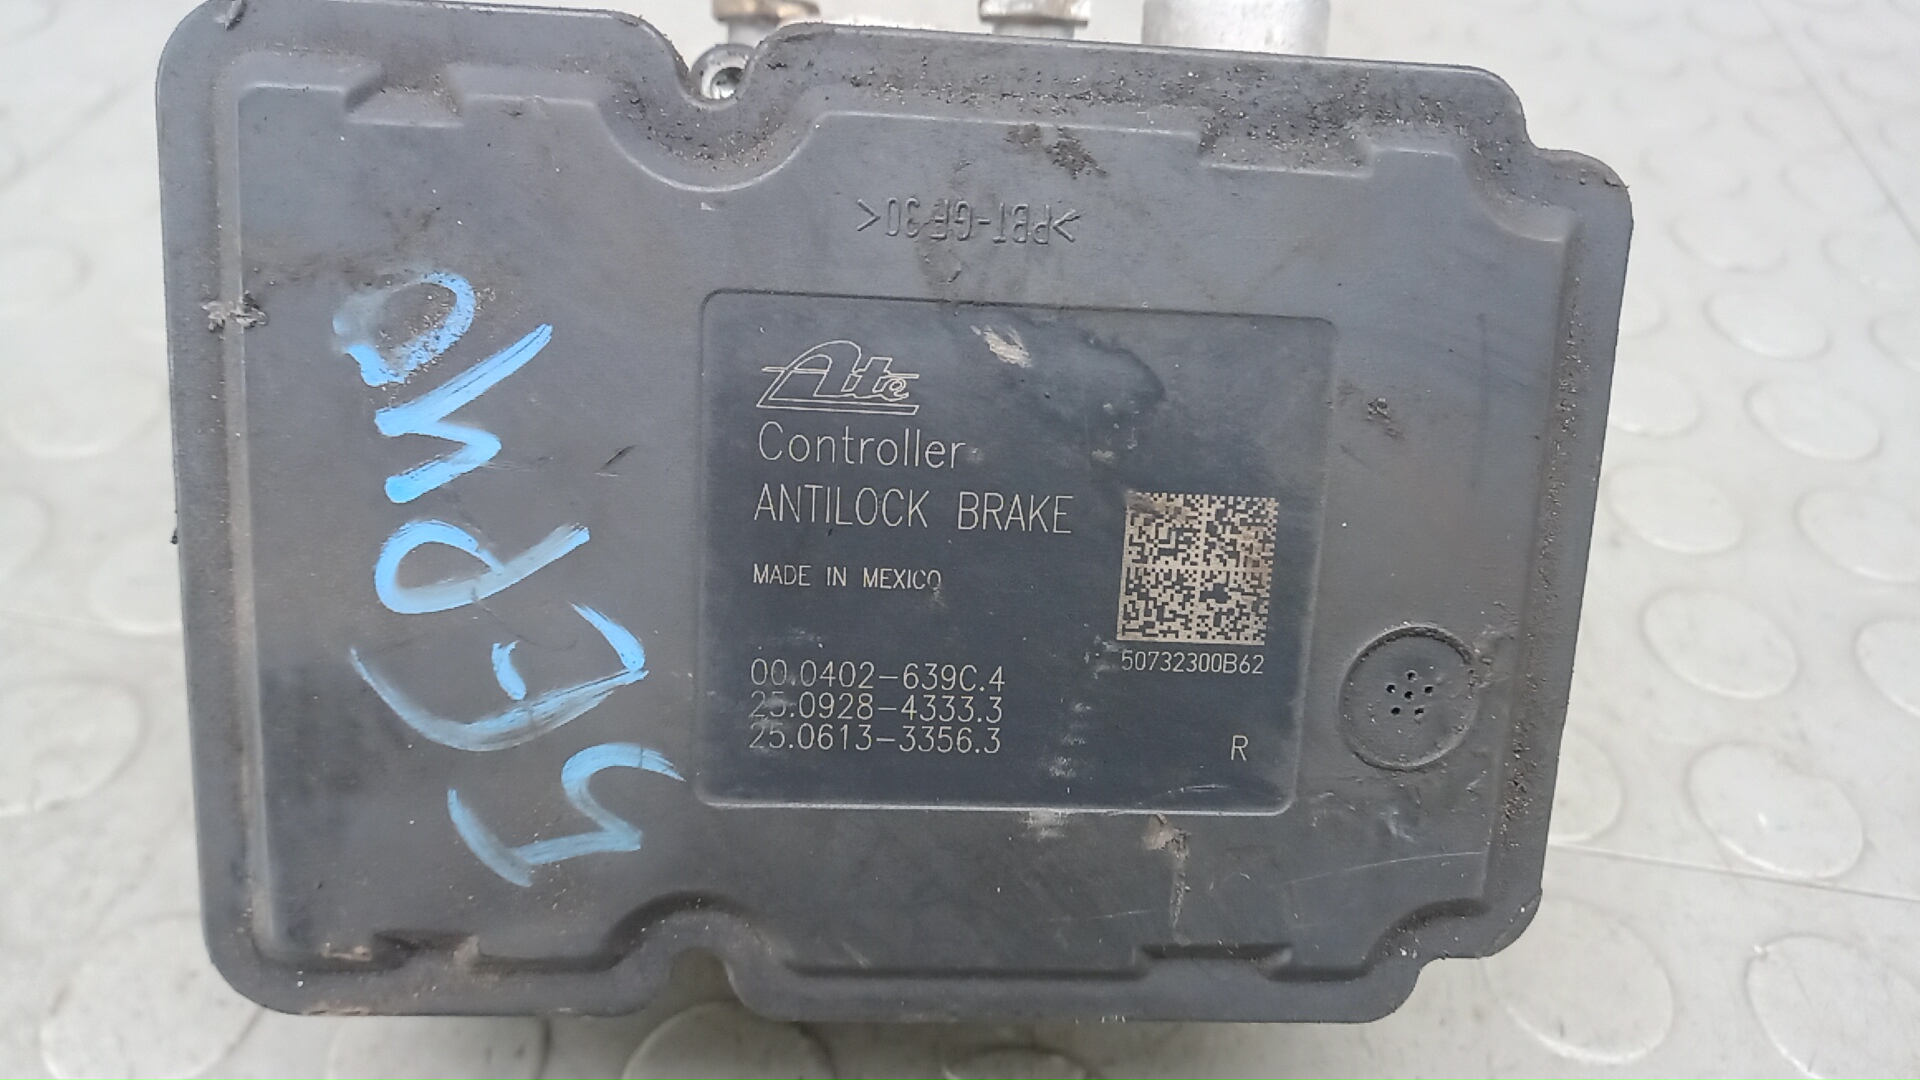 >PBT-GF30<
Ate
Controller
ANTILOCK BRAKE
MADE IN MEXICO
50732300B62
00.0402-639C.4
25.0928-4333.3
25.0613-3356.3
R